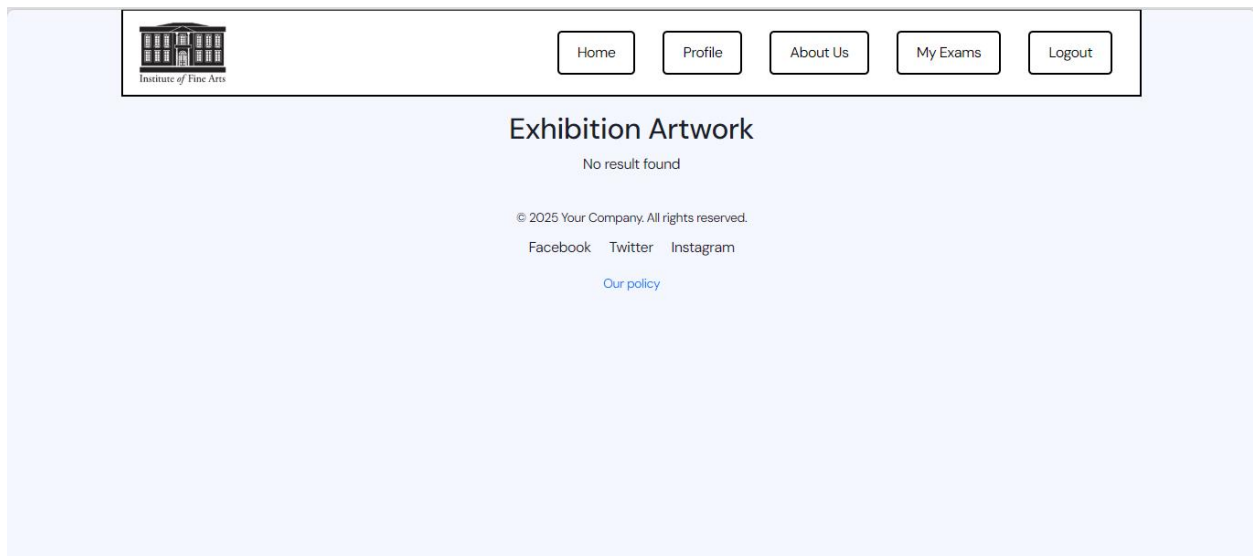 Institute of Fine Arts
Home Profile About Us My Exams Logout
Exhibition Artwork
No result found
© 2025 Your Company. All rights reserved.
Facebook Twitter Instagram
Our policy